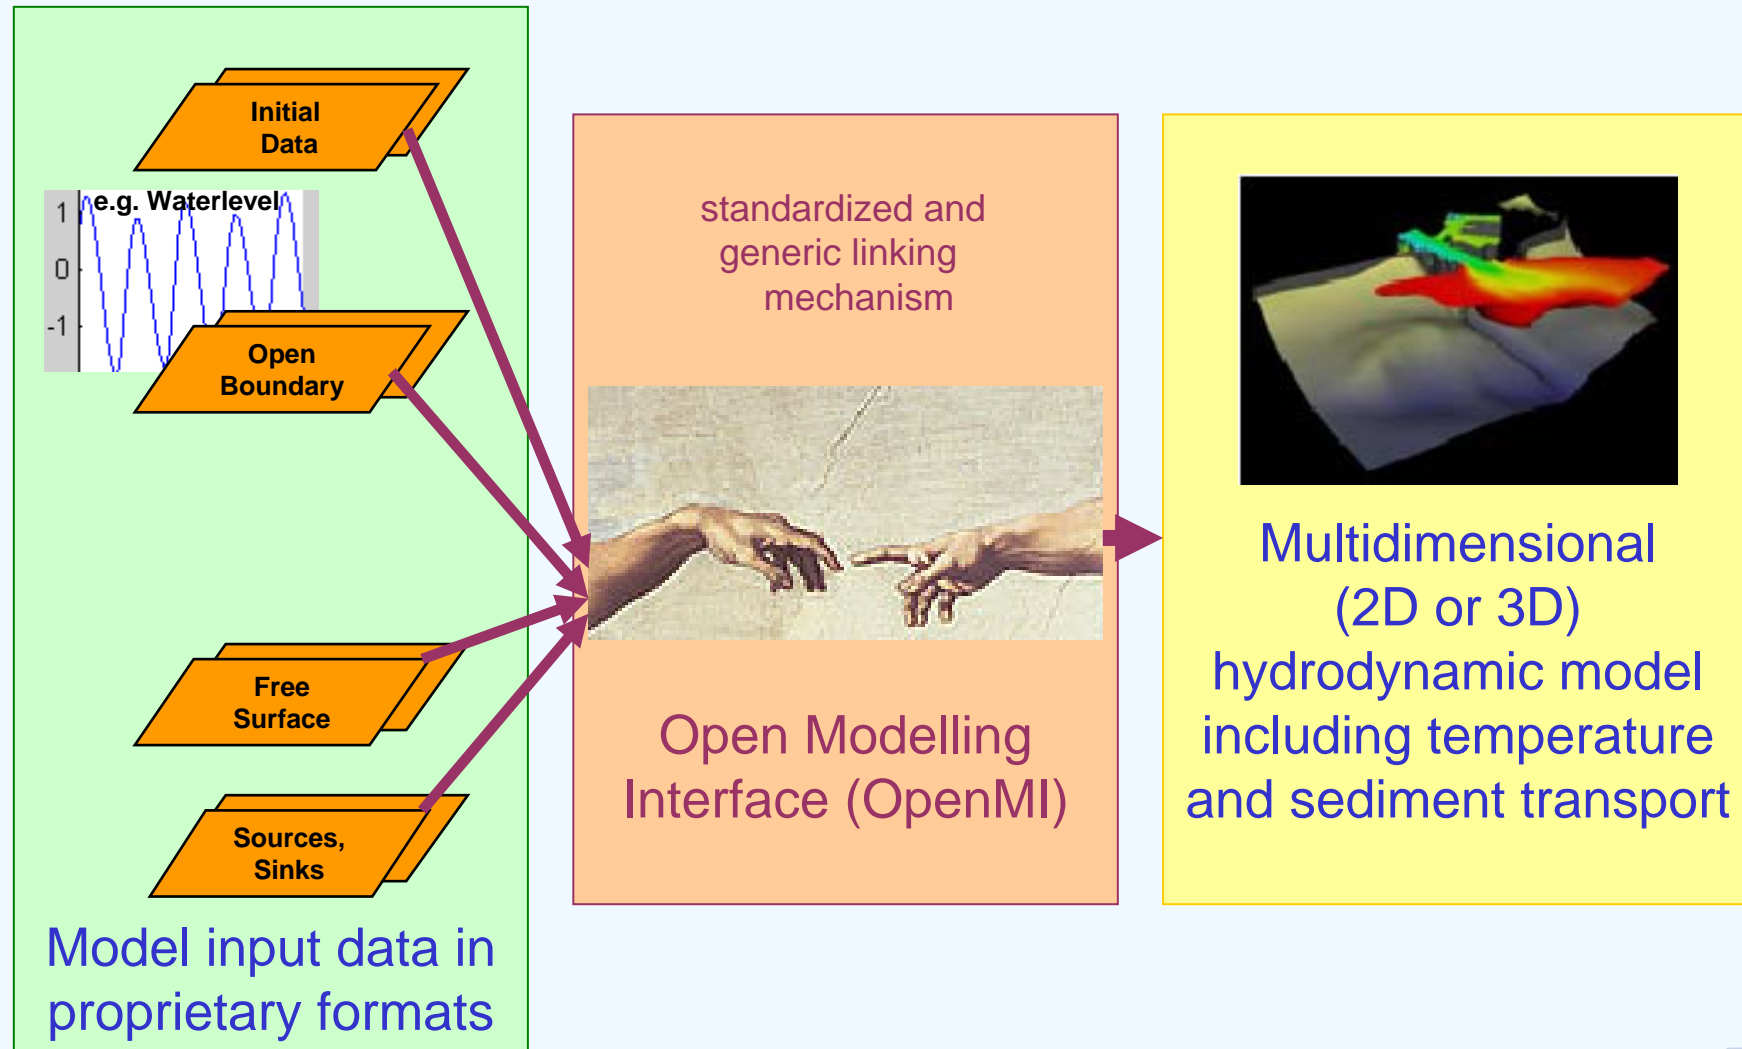 Initial
Data
e.g. Waterlevel
1
0
-1
Open
Boundary
Free
Surface
Sources,
Sinks
Model input data in
proprietary formats
standardized and
generic linking
mechanism
Open Modelling
Interface (OpenMI)
Multidimensional
(2D or 3D)
hydrodynamic model
including temperature
and sediment transport